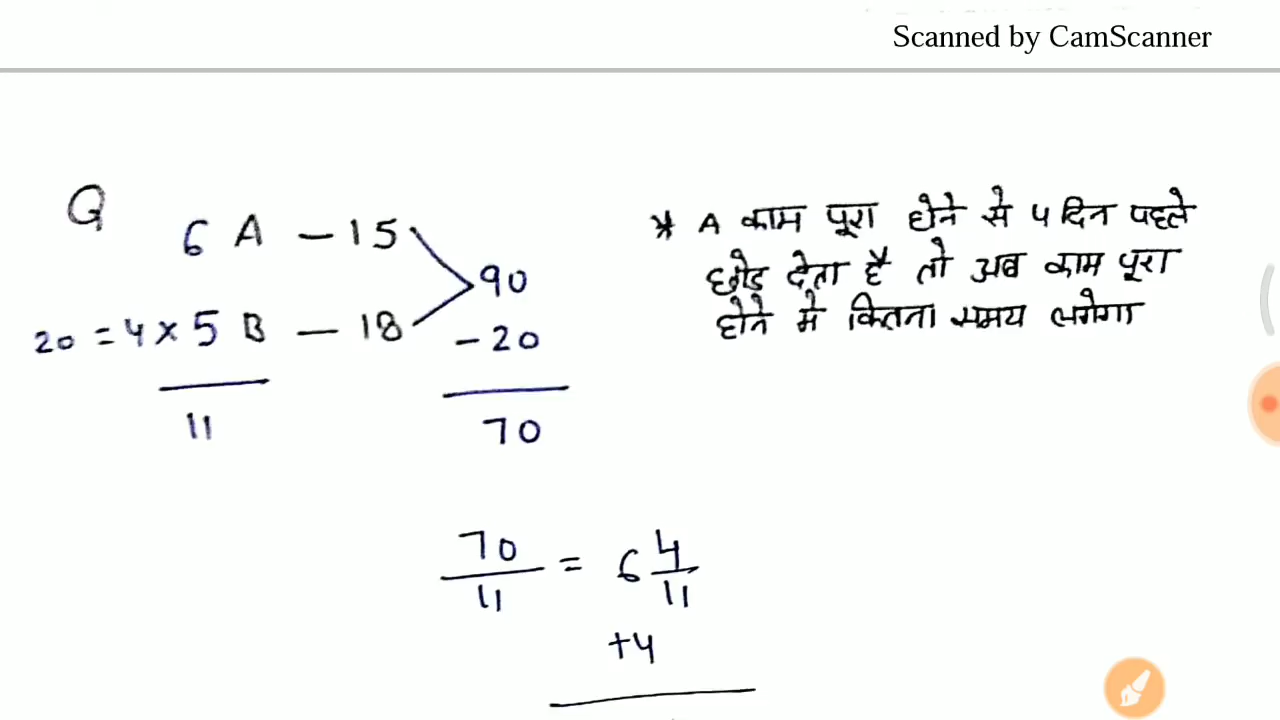 Scanned by CamScanner
Q
6 A – 15
90
20 = 4 × 5 B – 18
- 20
11
70
* A काम पूरा होने से 4 दिन पहले
छोड देता है तो अब काम पूरा
होने मे कितना समय लगेगा
70/11 = 6 4/11
+4